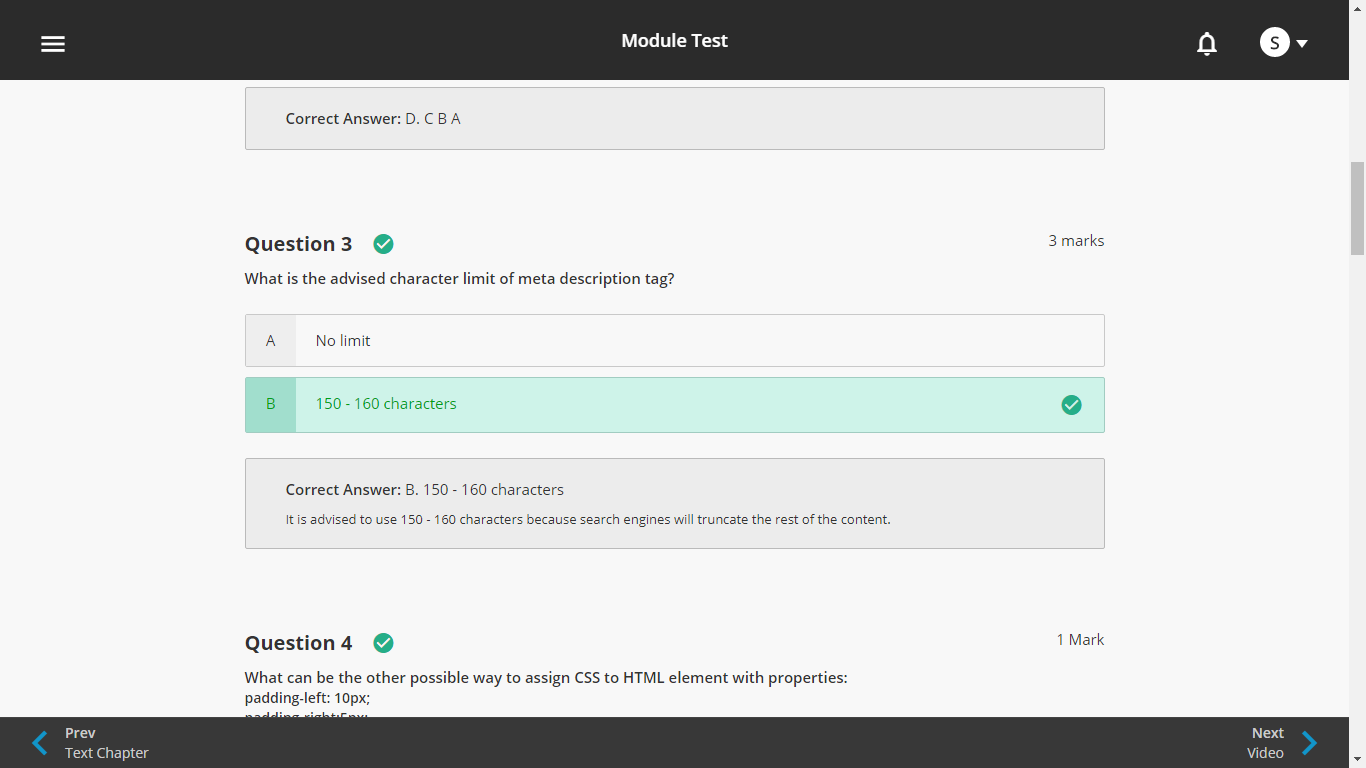 Module Test
S
Correct Answer: D. C B A
Question 3
3 marks
What is the advised character limit of meta description tag?
A
No limit
B
150 - 160 characters
Correct Answer: B. 150 - 160 characters
It is advised to use 150 - 160 characters because search engines will truncate the rest of the content.
Question 4
1 Mark
What can be the other possible way to assign CSS to HTML element with properties:
padding-left: 10px;
padding-right:5px;
Prev
Text Chapter
Next
Video